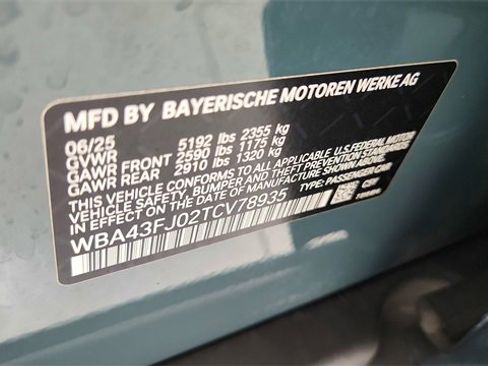 MFD BY BAYERISCHE MOTOREN WERKE AG
06/25
GVWR 5192 lbs 2355 kg
GAWR FRONT 2590 lbs 1175 kg
GAWR REAR 2910 lbs 1320 kg
THIS VEHICLE CONFORMS TO ALL APPLICABLE U.S.FEDERAL MOTOR
VEHICLE SAFETY, BUMPER AND THEFT PREVENTION STANDARDS
IN EFFECT ON THE DATE OF MANUFACTURE SHOWN ABOVE.
WBA43FJ02TCV78935 TYPE: PASSENGER CAR